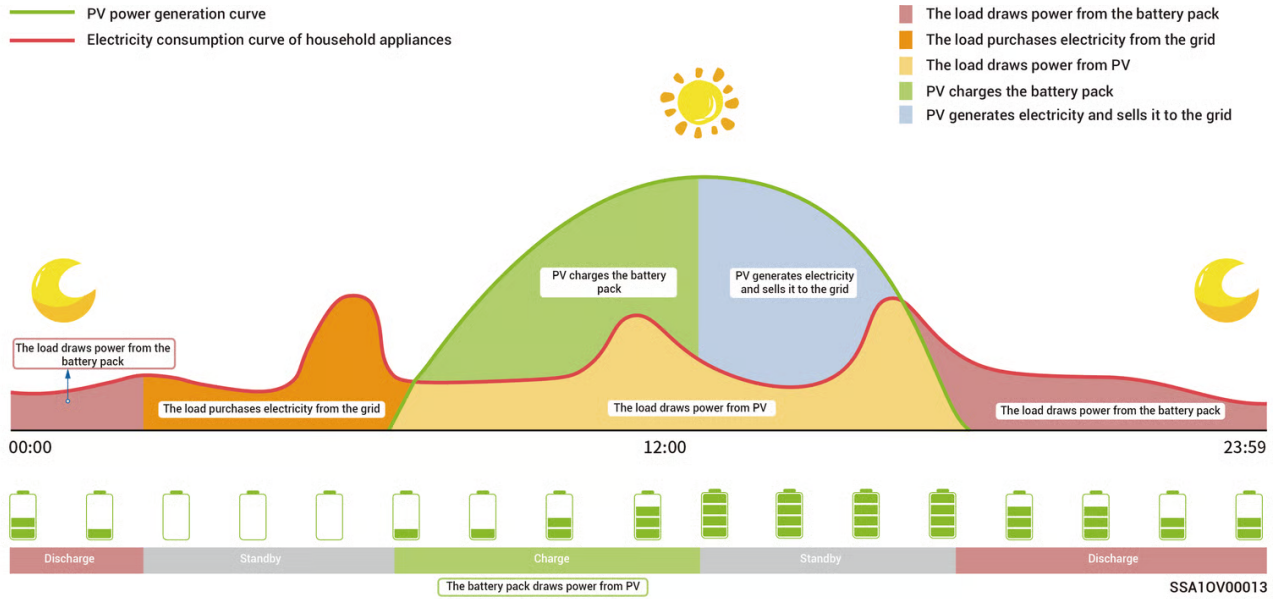 PV power generation curve
Electricity consumption curve of household appliances
The load draws power from the battery pack
The load purchases electricity from the grid
The load draws power from PV
PV charges the battery pack
PV generates electricity and sells it to the grid
PV charges the battery
pack
PV generates electricity
and sells it to the grid
The load draws power from the
battery pack
The load purchases electricity from the grid
The load draws power from PV
The load draws power from the battery pack
00:00
12:00
23:59
Discharge
Standby
Charge
Standby
Discharge
The battery pack draws power from PV
SSA1OV00013